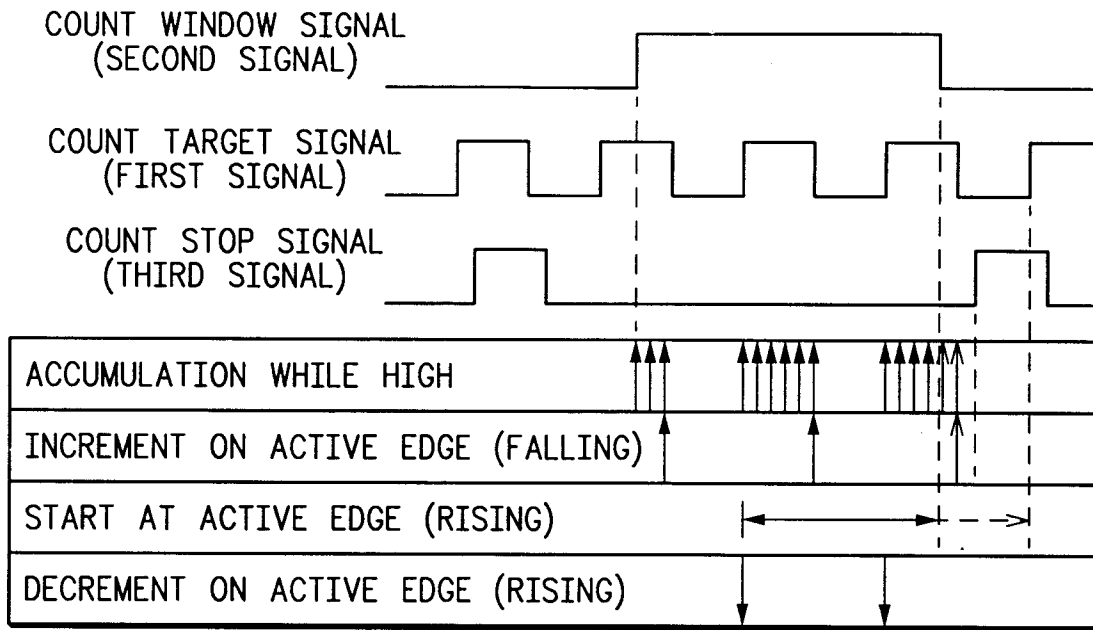 COUNT WINDOW SIGNAL
(SECOND SIGNAL)
COUNT TARGET SIGNAL
(FIRST SIGNAL)
COUNT STOP SIGNAL
(THIRD SIGNAL)
ACCUMULATION WHILE HIGH
INCREMENT ON ACTIVE EDGE (FALLING)
START AT ACTIVE EDGE (RISING)
DECREMENT ON ACTIVE EDGE (RISING)